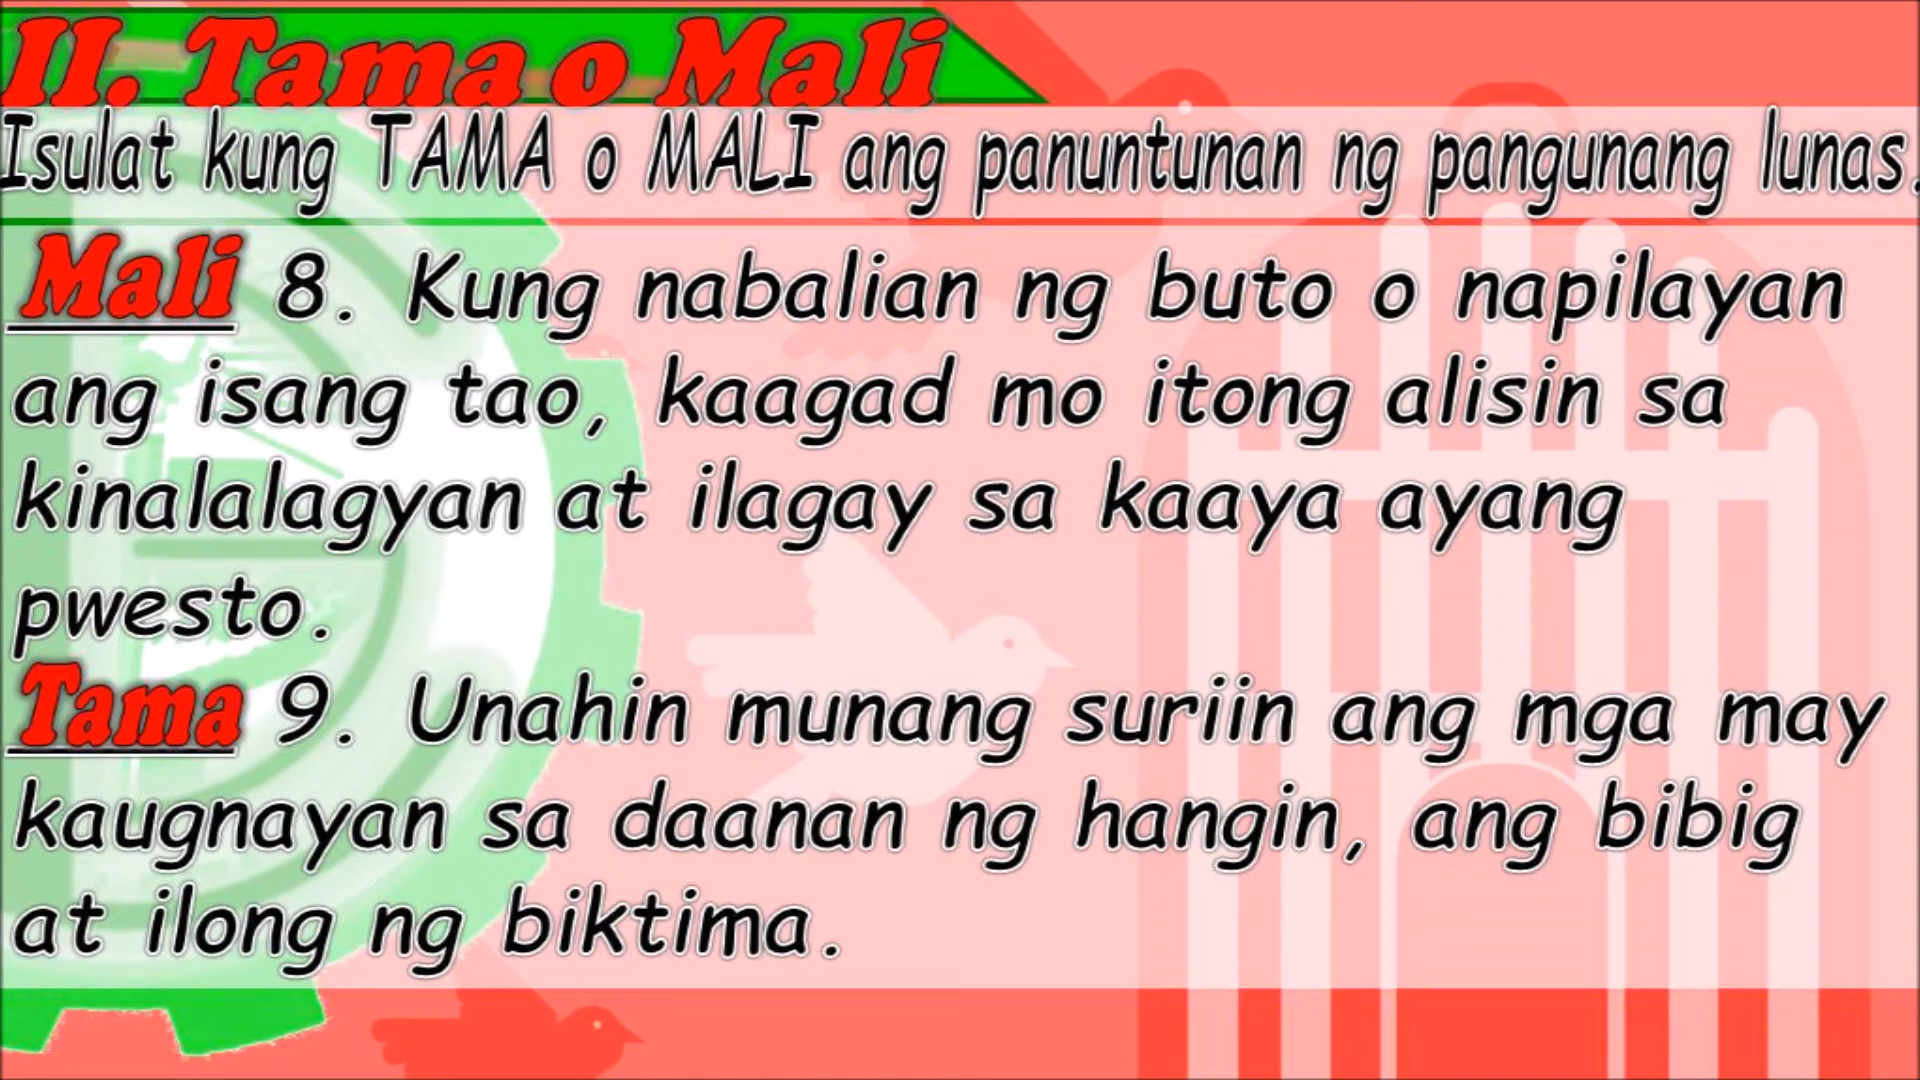 II. Tama o Mali
Isulat kung TAMA o MALI ang panuntunan ng pangunang lunas.
Mali 8. Kung nabalian ng buto o napilayan
ang isang tao, kaagad mo itong alisin sa
kinalalagyan at ilagay sa kaaya ayang
pwesto.
Tama 9. Unahin munang suriin ang mga may
kaugnayan sa daanan ng hangin, ang bibig
at ilong ng biktima.